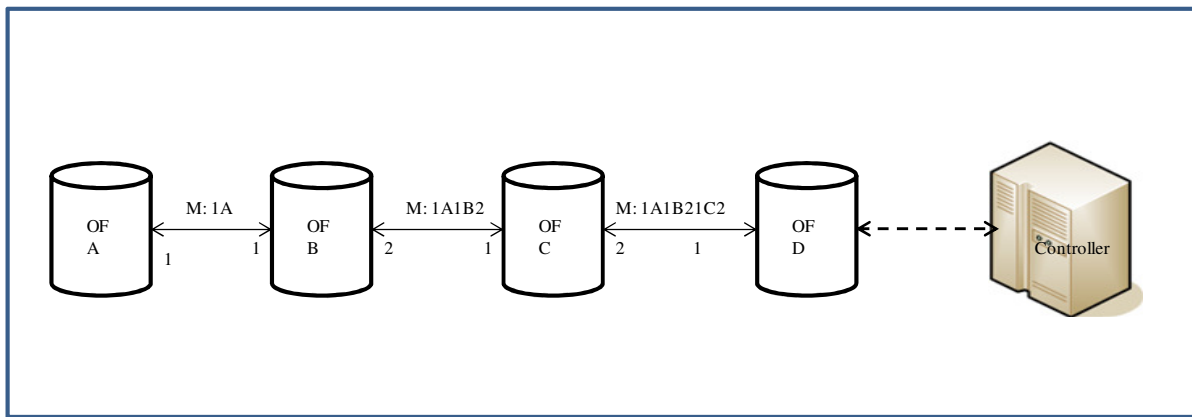 M: 1A
M: 1A1B2
M: 1A1B21C2
OF
A
OF
B
OF
C
OF
D
Controller
1
1
2
1
2
1